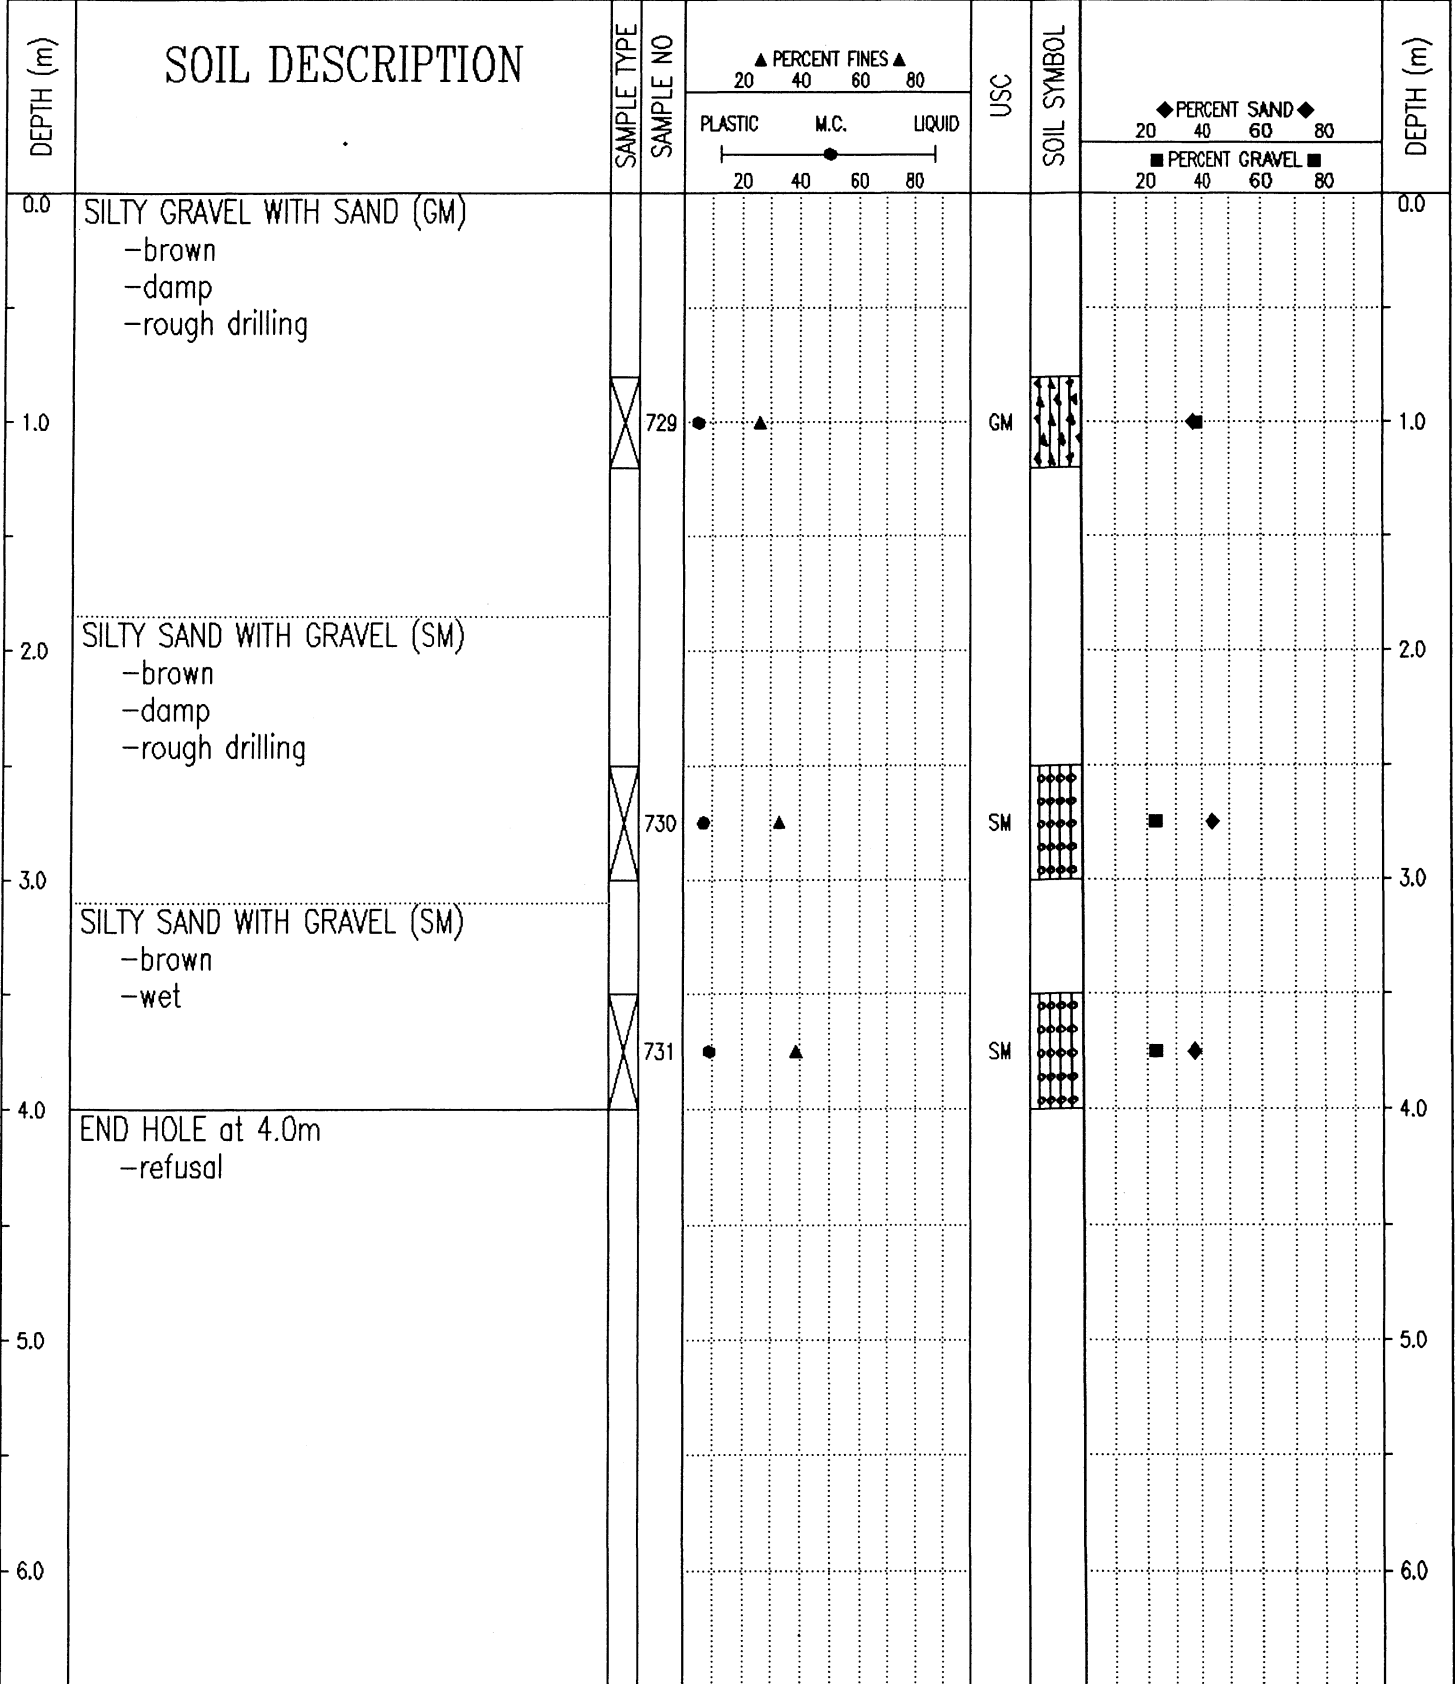 DEPTH (m)
SOIL DESCRIPTION
SAMPLE TYPE
SAMPLE NO
▲ PERCENT FINES ▲
20 40 60 80
PLASTIC M.C. LIQUID
20 40 60 80
USC
SOIL SYMBOL
◆ PERCENT SAND ◆
20 40 60 80
■ PERCENT GRAVEL ■
20 40 60 80
DEPTH (m)
0.0 SILTY GRAVEL WITH SAND (GM) 0.0
-brown
-damp
-rough drilling
1.0 729 GM 1.0
SILTY SAND WITH GRAVEL (SM)
2.0 2.0
-brown
-damp
-rough drilling
730 SM
3.0 3.0
SILTY SAND WITH GRAVEL (SM)
-brown
-wet
731 SM
4.0 4.0
END HOLE at 4.0m
-refusal
5.0 5.0
6.0 6.0